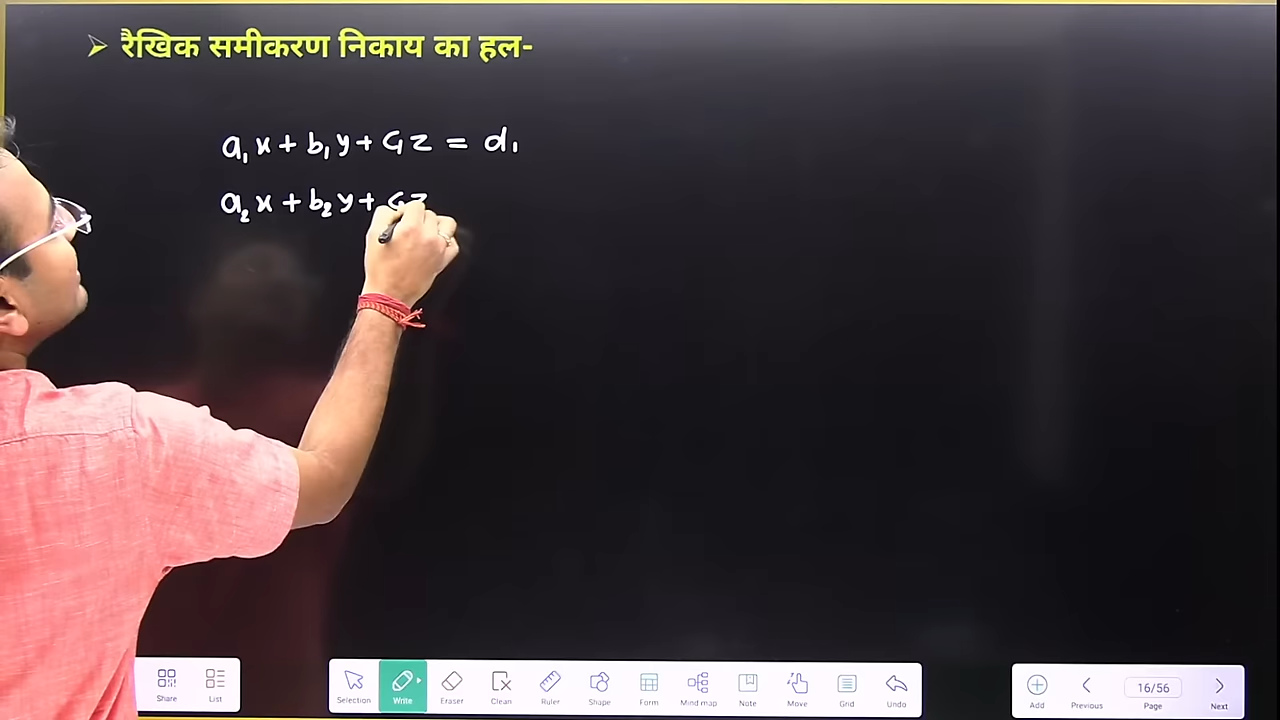 ➤ रैखिक समीकरण निकाय का हल-
a₁x + b₁y + c₁z = d₁
a₂x + b₂y +
Share
List
Selection
Write
Eraser
Clean
Ruler
Shape
Form
Mind map
Note
Move
Grid
Undo
Add
Previous
16/56
Page
Next